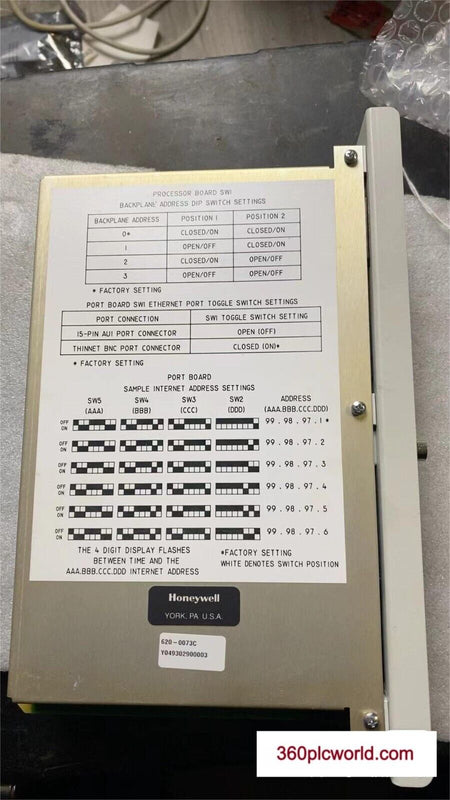 PROCESSOR BOARD SWI
BACKPLANE ADDRESS DIP SWITCH SETTINGS
BACKPLANE ADDRESS POSITION 1 POSITION 2
0* CLOSED/ON CLOSED/ON
1 OPEN/OFF CLOSED/ON
2 CLOSED/ON OPEN/OFF
3 OPEN/OFF OPEN/OFF
* FACTORY SETTING
PORT BOARD SWI ETHERNET PORT TOGGLE SWITCH SETTINGS
PORT CONNECTION SWI TOGGLE SWITCH SETTING
15-PIN AUI PORT CONNECTOR OPEN (OFF)
THINNET BNC PORT CONNECTOR CLOSED (ON)*
* FACTORY SETTING
PORT BOARD
SAMPLE INTERNET ADDRESS SETTINGS
SW5 SW4 SW3 SW2 ADDRESS
(AAA) (BBB) (CCC) (DDD) (AAA.BBB.CCC.DDD)
OFF
ON 99.98.97.1*
OFF
ON 99.98.97.2
OFF
ON 99.98.97.3
OFF
ON 99.98.97.4
OFF
ON 99.98.97.5
OFF
ON 99.98.97.6
THE 4 DIGIT DISPLAY FLASHES *FACTORY SETTING
BETWEEN TIME AND THE WHITE DENOTES SWITCH POSITION
AAA.BBB.CCC.DDD INTERNET ADDRESS
Honeywell
YORK, PA U.S.A.
620-0073C
Y049302900003
360plcworld.com